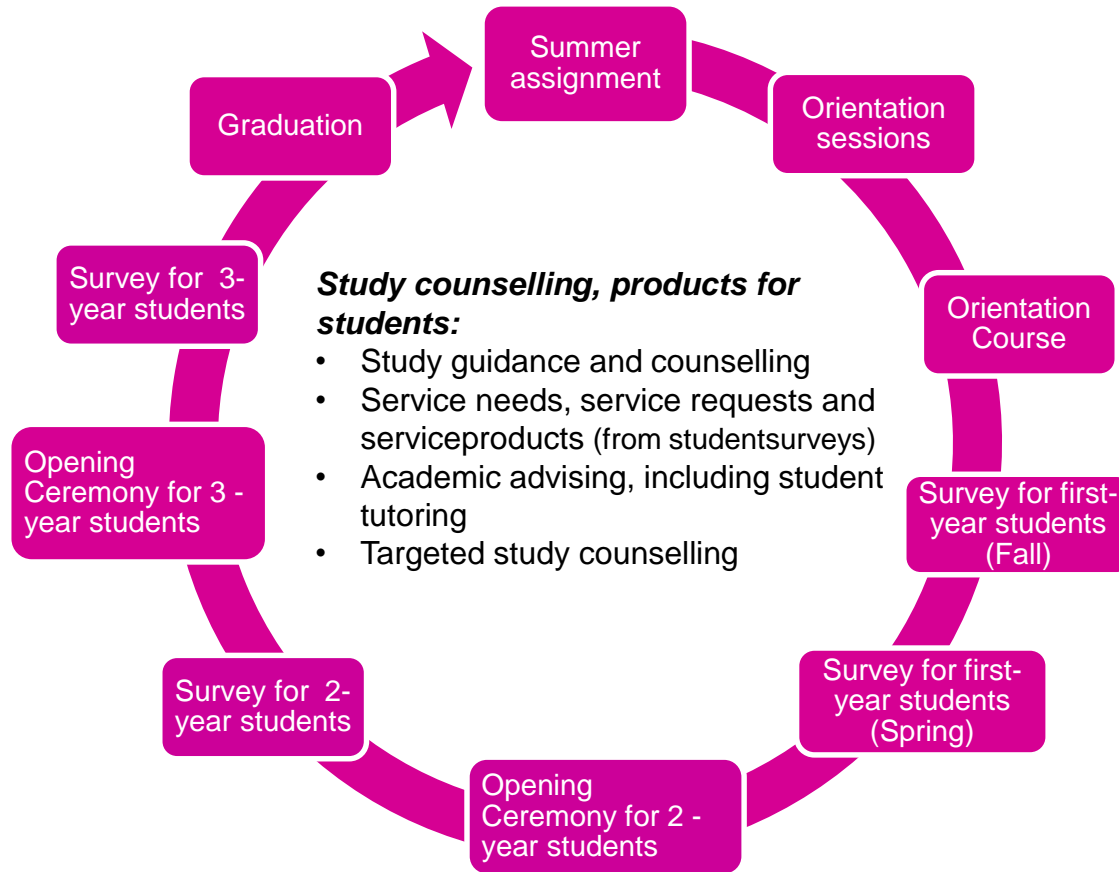 Summer
assignment
Orientation
sessions
Orientation
Course
Survey for first-
year students
(Fall)
Survey for first-
year students
(Spring)
Opening
Ceremony for 2 -
year students
Survey for  2-
year students
Opening
Ceremony for 3 -
year students
Survey for  3-
year students
Graduation
Study counselling, products for
students:
• Study guidance and counselling
• Service needs, service requests and
serviceproducts (from studentsurveys)
• Academic advising, including student
tutoring
• Targeted study counselling